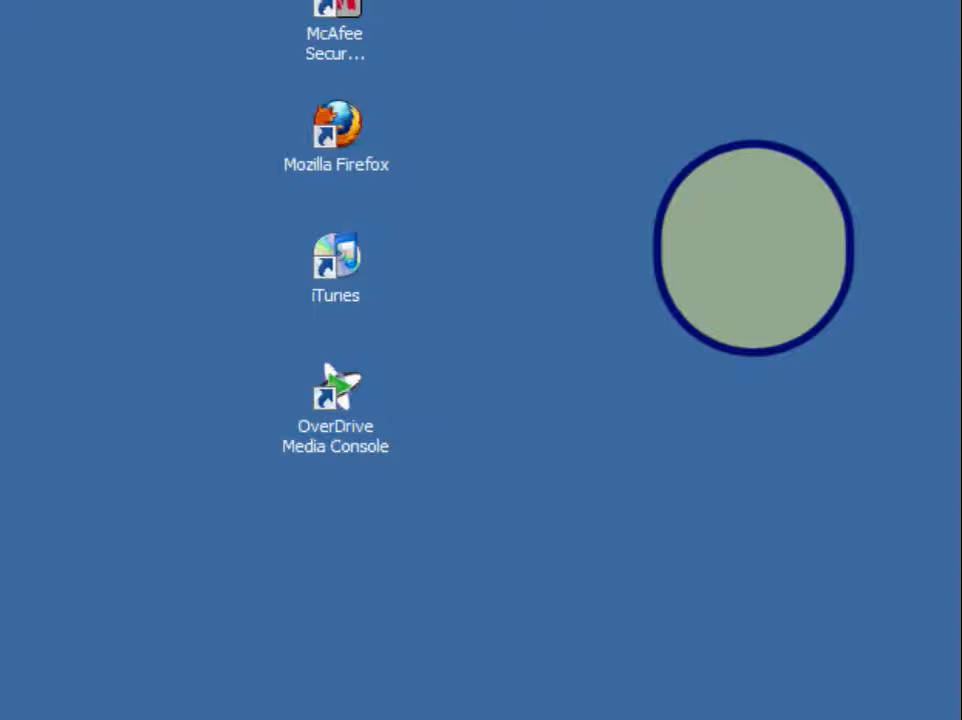 McAfee
Secur...
Mozilla Firefox
iTunes
OverDrive
Media Console